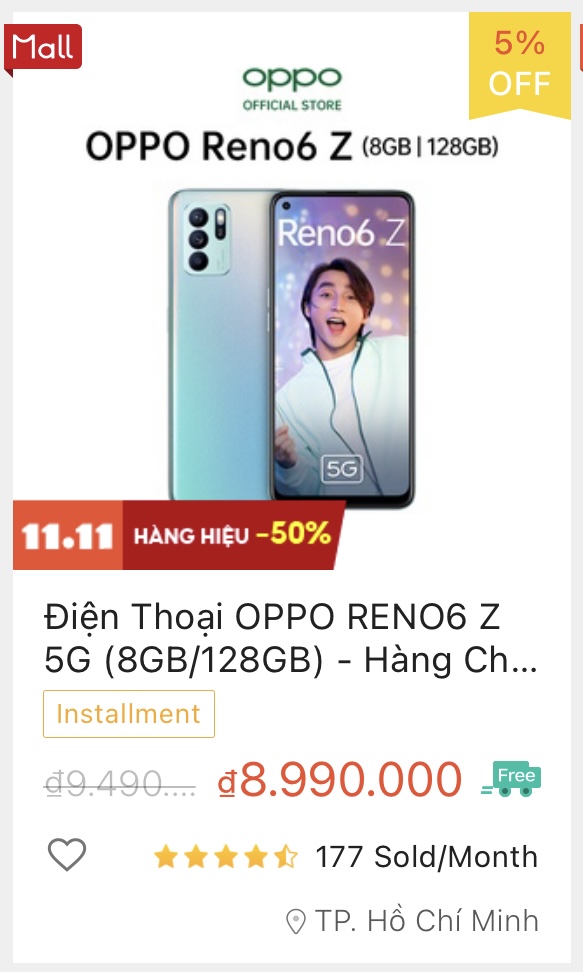 Mall
5%
OFF
oppo
OFFICIAL STORE
OPPO Reno6 Z (8GB | 128GB)
Reno6 Z
5G
11.11 HÀNG HIỆU -50%
Điện Thoại OPPO RENO6 Z
5G (8GB/128GB) - Hàng Ch...
Installment
₫9.490.... ₫8.990.000 Free
177 Sold/Month
TP. Hồ Chí Minh